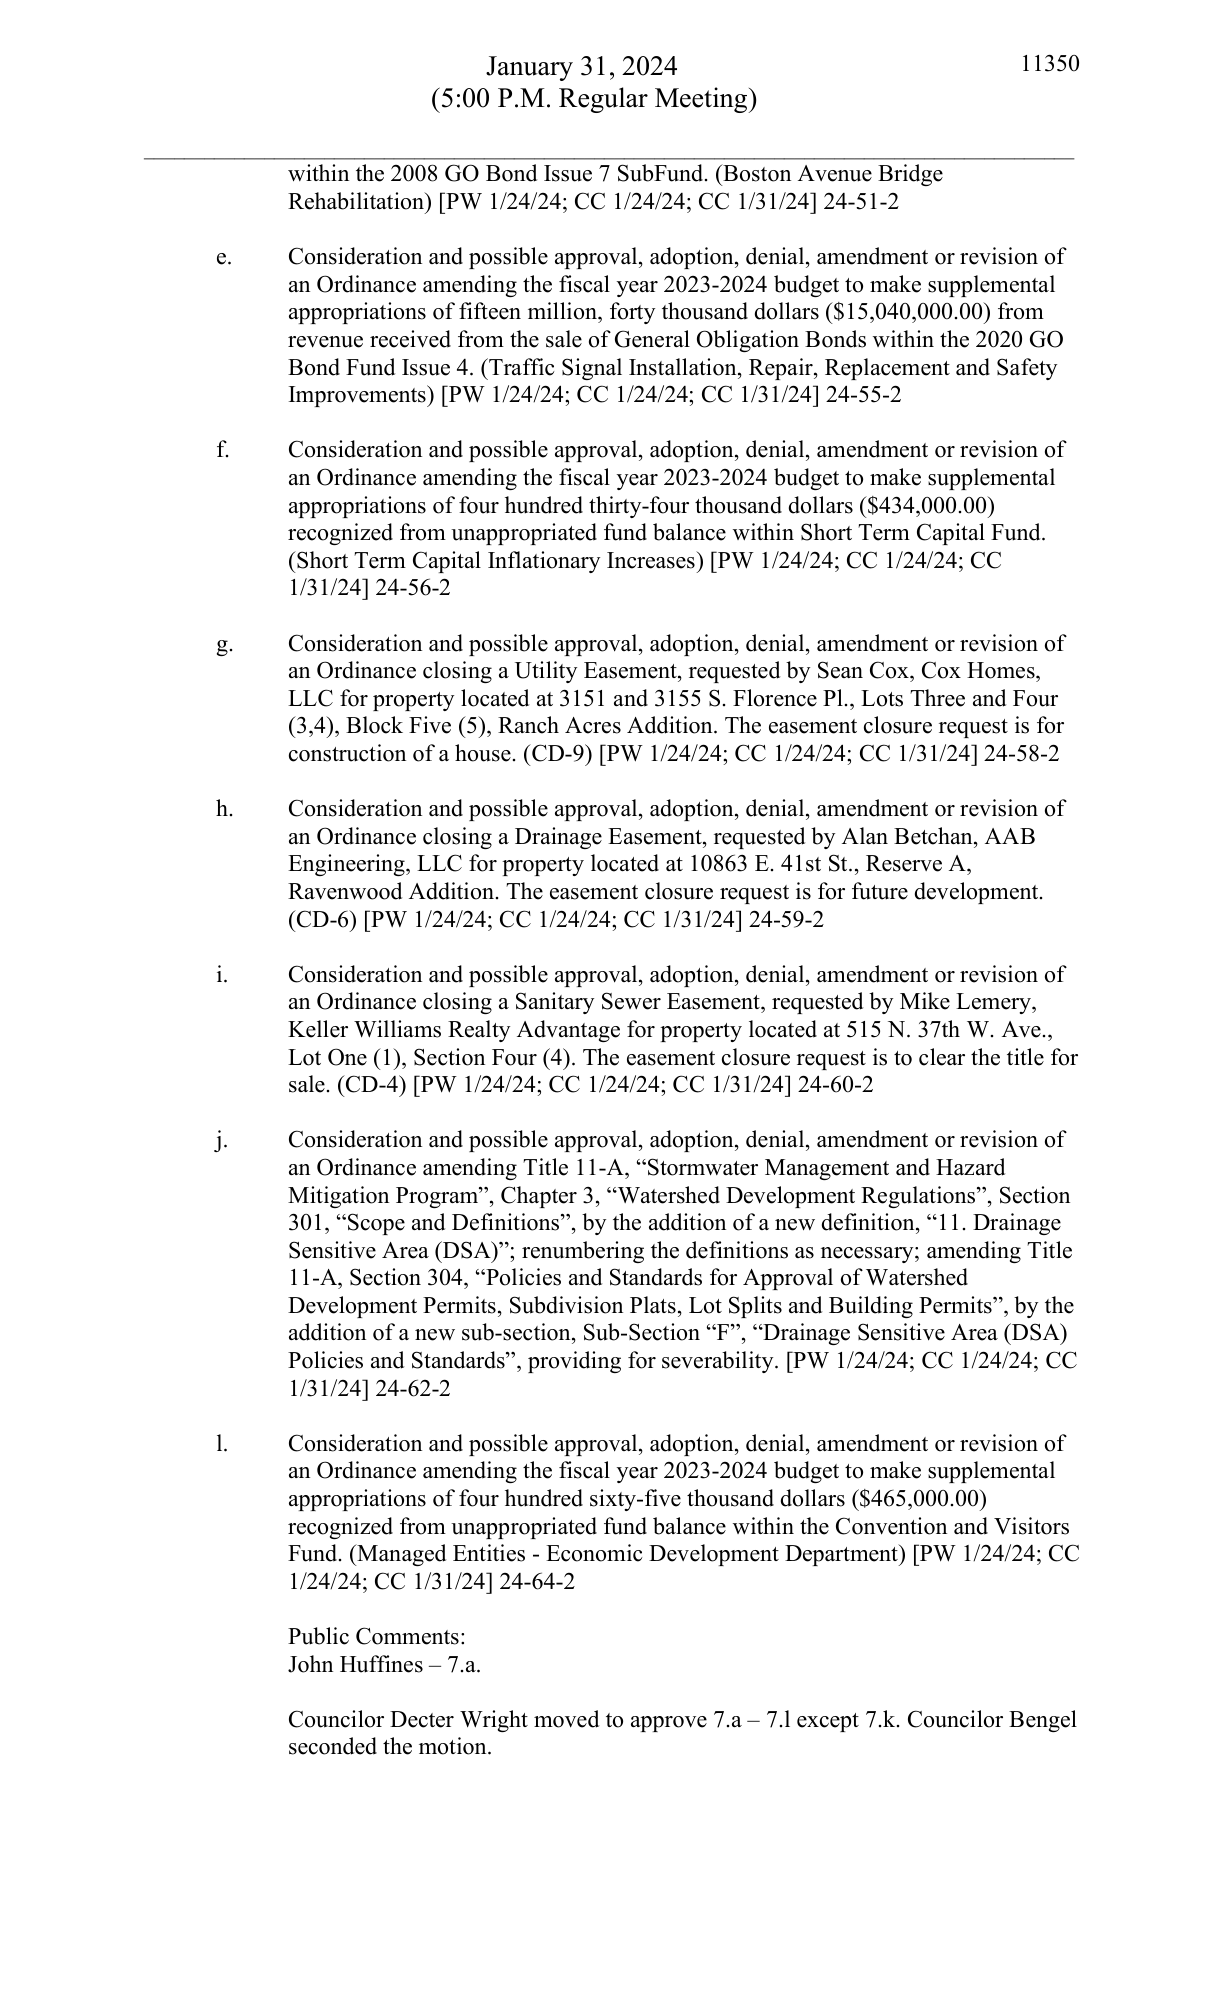 January 31, 2024
11350
(5:00 P.M. Regular Meeting)
within the 2008 GO Bond Issue 7 SubFund. (Boston Avenue Bridge
Rehabilitation) [PW 1/24/24; CC 1/24/24; CC 1/31/24] 24-51-2
e. Consideration and possible approval, adoption, denial, amendment or revision of
an Ordinance amending the fiscal year 2023-2024 budget to make supplemental
appropriations of fifteen million, forty thousand dollars ($15,040,000.00) from
revenue received from the sale of General Obligation Bonds within the 2020 GO
Bond Fund Issue 4. (Traffic Signal Installation, Repair, Replacement and Safety
Improvements) [PW 1/24/24; CC 1/24/24; CC 1/31/24] 24-55-2
f. Consideration and possible approval, adoption, denial, amendment or revision of
an Ordinance amending the fiscal year 2023-2024 budget to make supplemental
appropriations of four hundred thirty-four thousand dollars ($434,000.00)
recognized from unappropriated fund balance within Short Term Capital Fund.
(Short Term Capital Inflationary Increases) [PW 1/24/24; CC 1/24/24; CC
1/31/24] 24-56-2
g. Consideration and possible approval, adoption, denial, amendment or revision of
an Ordinance closing a Utility Easement, requested by Sean Cox, Cox Homes,
LLC for property located at 3151 and 3155 S. Florence Pl., Lots Three and Four
(3,4), Block Five (5), Ranch Acres Addition. The easement closure request is for
construction of a house. (CD-9) [PW 1/24/24; CC 1/24/24; CC 1/31/24] 24-58-2
h. Consideration and possible approval, adoption, denial, amendment or revision of
an Ordinance closing a Drainage Easement, requested by Alan Betchan, AAB
Engineering, LLC for property located at 10863 E. 41st St., Reserve A,
Ravenwood Addition. The easement closure request is for future development.
(CD-6) [PW 1/24/24; CC 1/24/24; CC 1/31/24] 24-59-2
i. Consideration and possible approval, adoption, denial, amendment or revision of
an Ordinance closing a Sanitary Sewer Easement, requested by Mike Lemery,
Keller Williams Realty Advantage for property located at 515 N. 37th W. Ave.,
Lot One (1), Section Four (4). The easement closure request is to clear the title for
sale. (CD-4) [PW 1/24/24; CC 1/24/24; CC 1/31/24] 24-60-2
j. Consideration and possible approval, adoption, denial, amendment or revision of
an Ordinance amending Title 11-A, “Stormwater Management and Hazard
Mitigation Program”, Chapter 3, “Watershed Development Regulations”, Section
301, “Scope and Definitions”, by the addition of a new definition, “11. Drainage
Sensitive Area (DSA)”; renumbering the definitions as necessary; amending Title
11-A, Section 304, “Policies and Standards for Approval of Watershed
Development Permits, Subdivision Plats, Lot Splits and Building Permits”, by the
addition of a new sub-section, Sub-Section “F”, “Drainage Sensitive Area (DSA)
Policies and Standards”, providing for severability. [PW 1/24/24; CC 1/24/24; CC
1/31/24] 24-62-2
l. Consideration and possible approval, adoption, denial, amendment or revision of
an Ordinance amending the fiscal year 2023-2024 budget to make supplemental
appropriations of four hundred sixty-five thousand dollars ($465,000.00)
recognized from unappropriated fund balance within the Convention and Visitors
Fund. (Managed Entities - Economic Development Department) [PW 1/24/24; CC
1/24/24; CC 1/31/24] 24-64-2
Public Comments:
John Huffines – 7.a.
Councilor Decter Wright moved to approve 7.a – 7.l except 7.k. Councilor Bengel
seconded the motion.